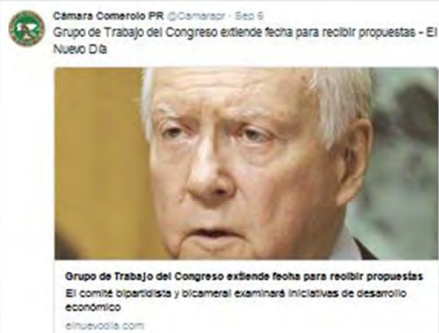 Cámara Comerolo PR @Camarapr · Sep 6
Grupo de Trabajo del Congreso extiende fecha para recibir propuestas - El
Nuevo Día
Grupo de Trabajo del Congreso extiende fecha para recibir propuestas
El comité bipartidista y bicameral examinará iniciativas de desarrollo
económico
elnuevodia.com